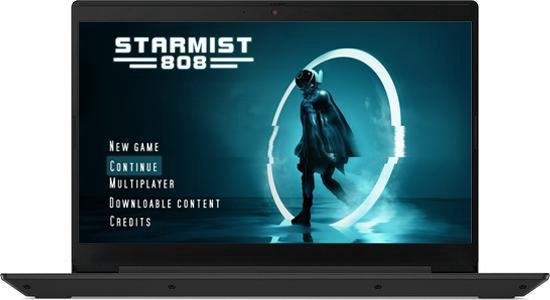 STARMIST
808
NEW GAME
CONTINUE
MULTIPLAYER
DOWNLOADABLE CONTENT
CREDITS